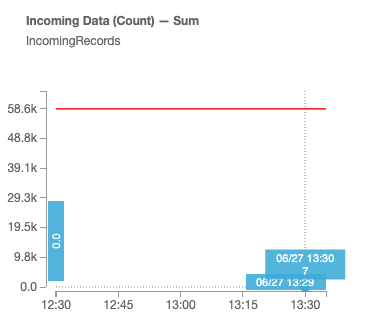 Incoming Data (Count) — Sum
IncomingRecords
58.6k
48.8k
39.1k
29.3k
19.5k
9.8k
0.0
0.0
06/27 13:30
7
06/27 13:29
12:30 12:45 13:00 13:15 13:30